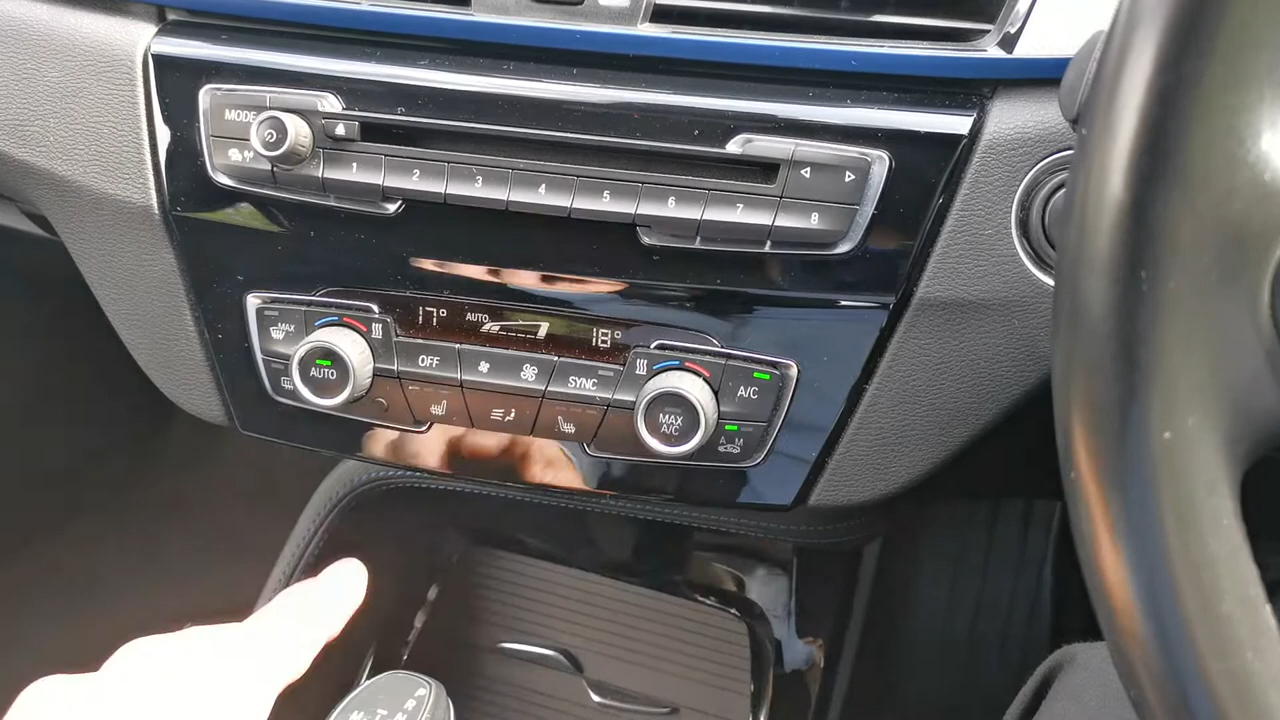 MODE
1 2 3 4 5 6 7 8
MAX
17° AUTO 18°
AUTO
OFF
SYNC
MAX
A/C
A/C
A M
R
N